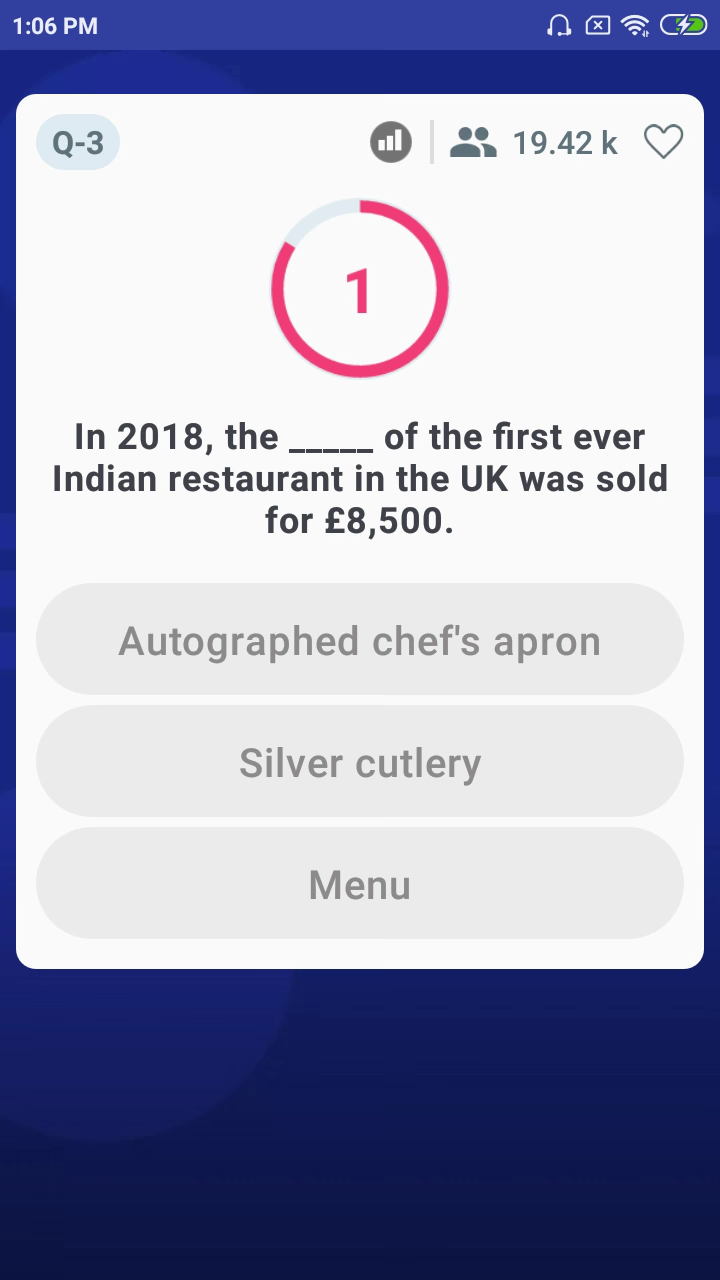 1:06 PM
Q-3
19.42 k
1
In 2018, the _____ of the first ever
Indian restaurant in the UK was sold
for £8,500.
Autographed chef's apron
Silver cutlery
Menu